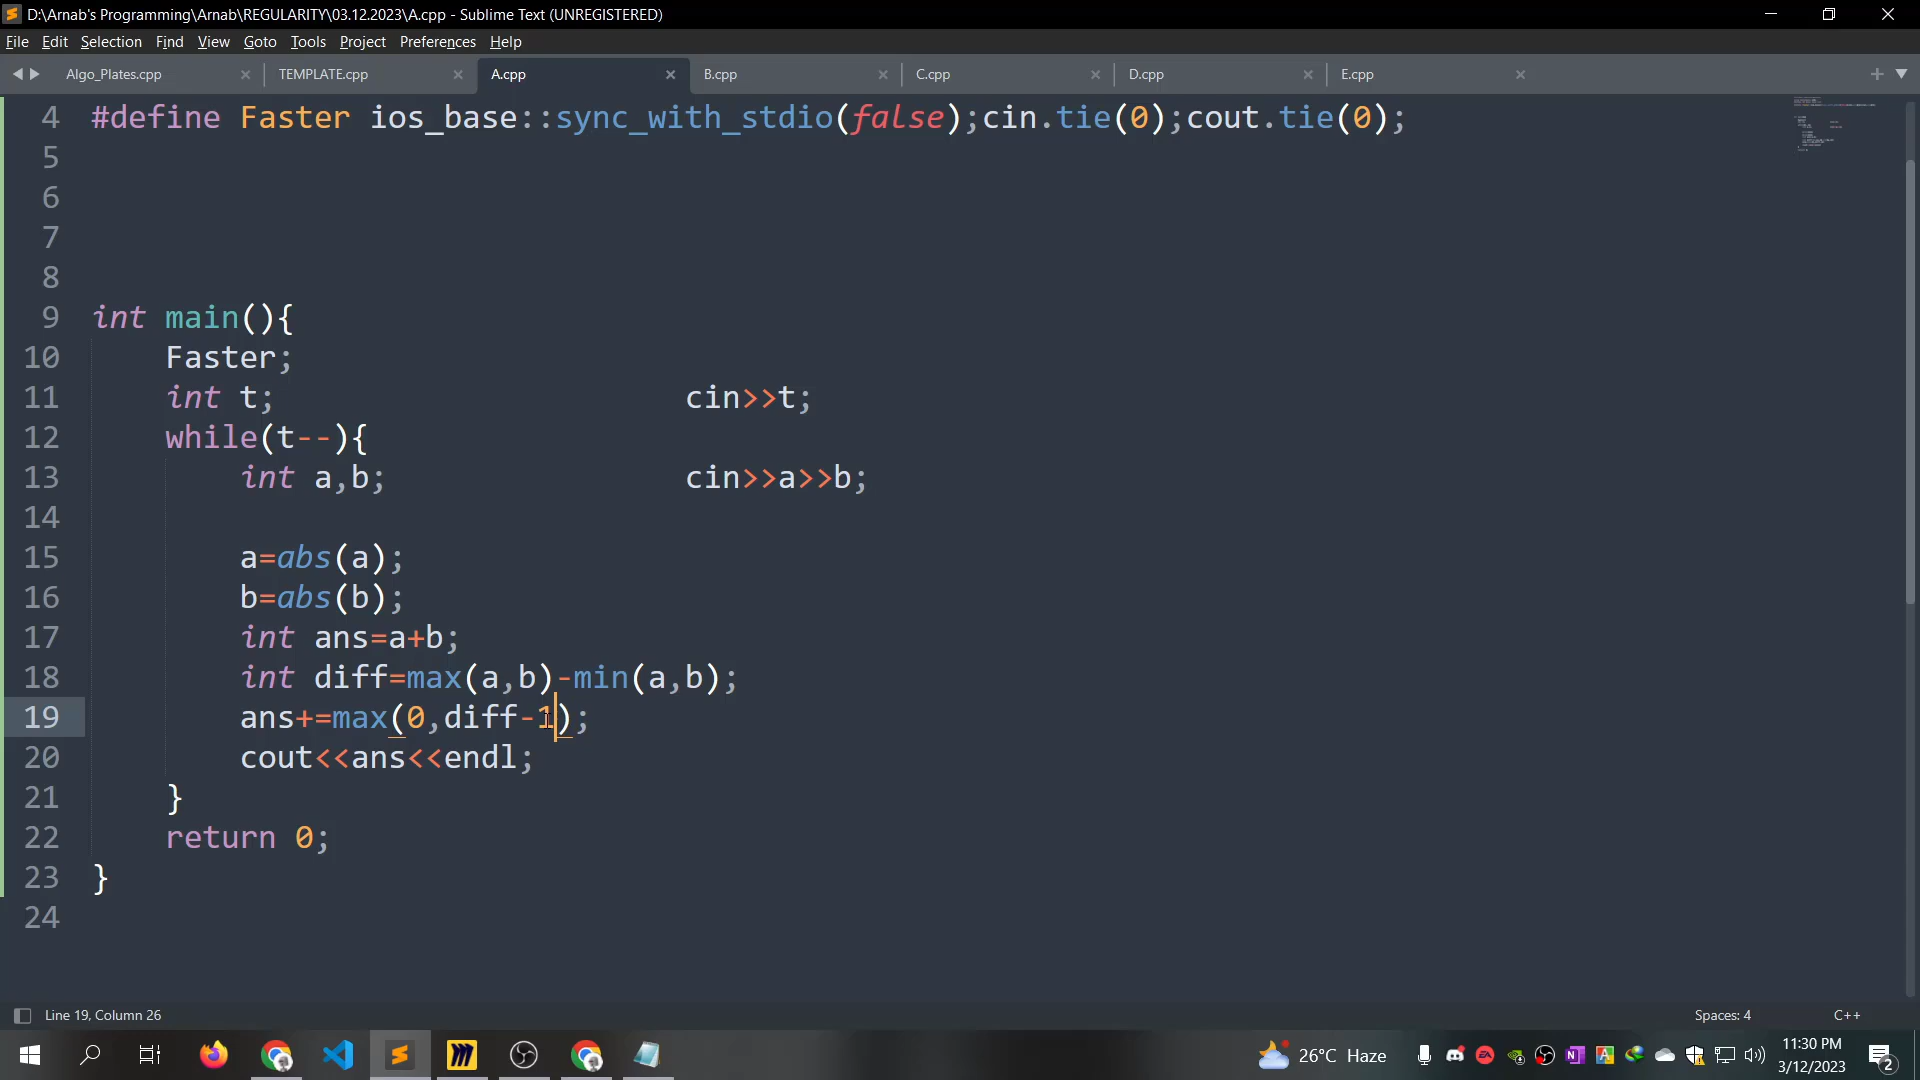 D:\Arnab's Programming\Arnab\REGULARITY\03.12.2023\A.cpp - Sublime Text (UNREGISTERED)
File Edit Selection Find View Goto Tools Project Preferences Help
Algo_Plates.cpp TEMPLATE.cpp A.cpp B.cpp C.cpp D.cpp E.cpp
4 #define Faster ios_base::sync_with_stdio(false);cin.tie(0);cout.tie(0);
5
6
7
8
9 int main(){
10 Faster;
11 int t; cin>>t;
12 while(t--){
13 int a,b; cin>>a>>b;
14
15 a=abs(a);
16 b=abs(b);
17 int ans=a+b;
18 int diff=max(a,b)-min(a,b);
19 ans+=max(0,diff-1);
20 cout<<ans<<endl;
21 }
22 return 0;
23 }
24
Line 19, Column 26 Spaces: 4 C++
26°C Haze 11:30 PM
3/12/2023 2